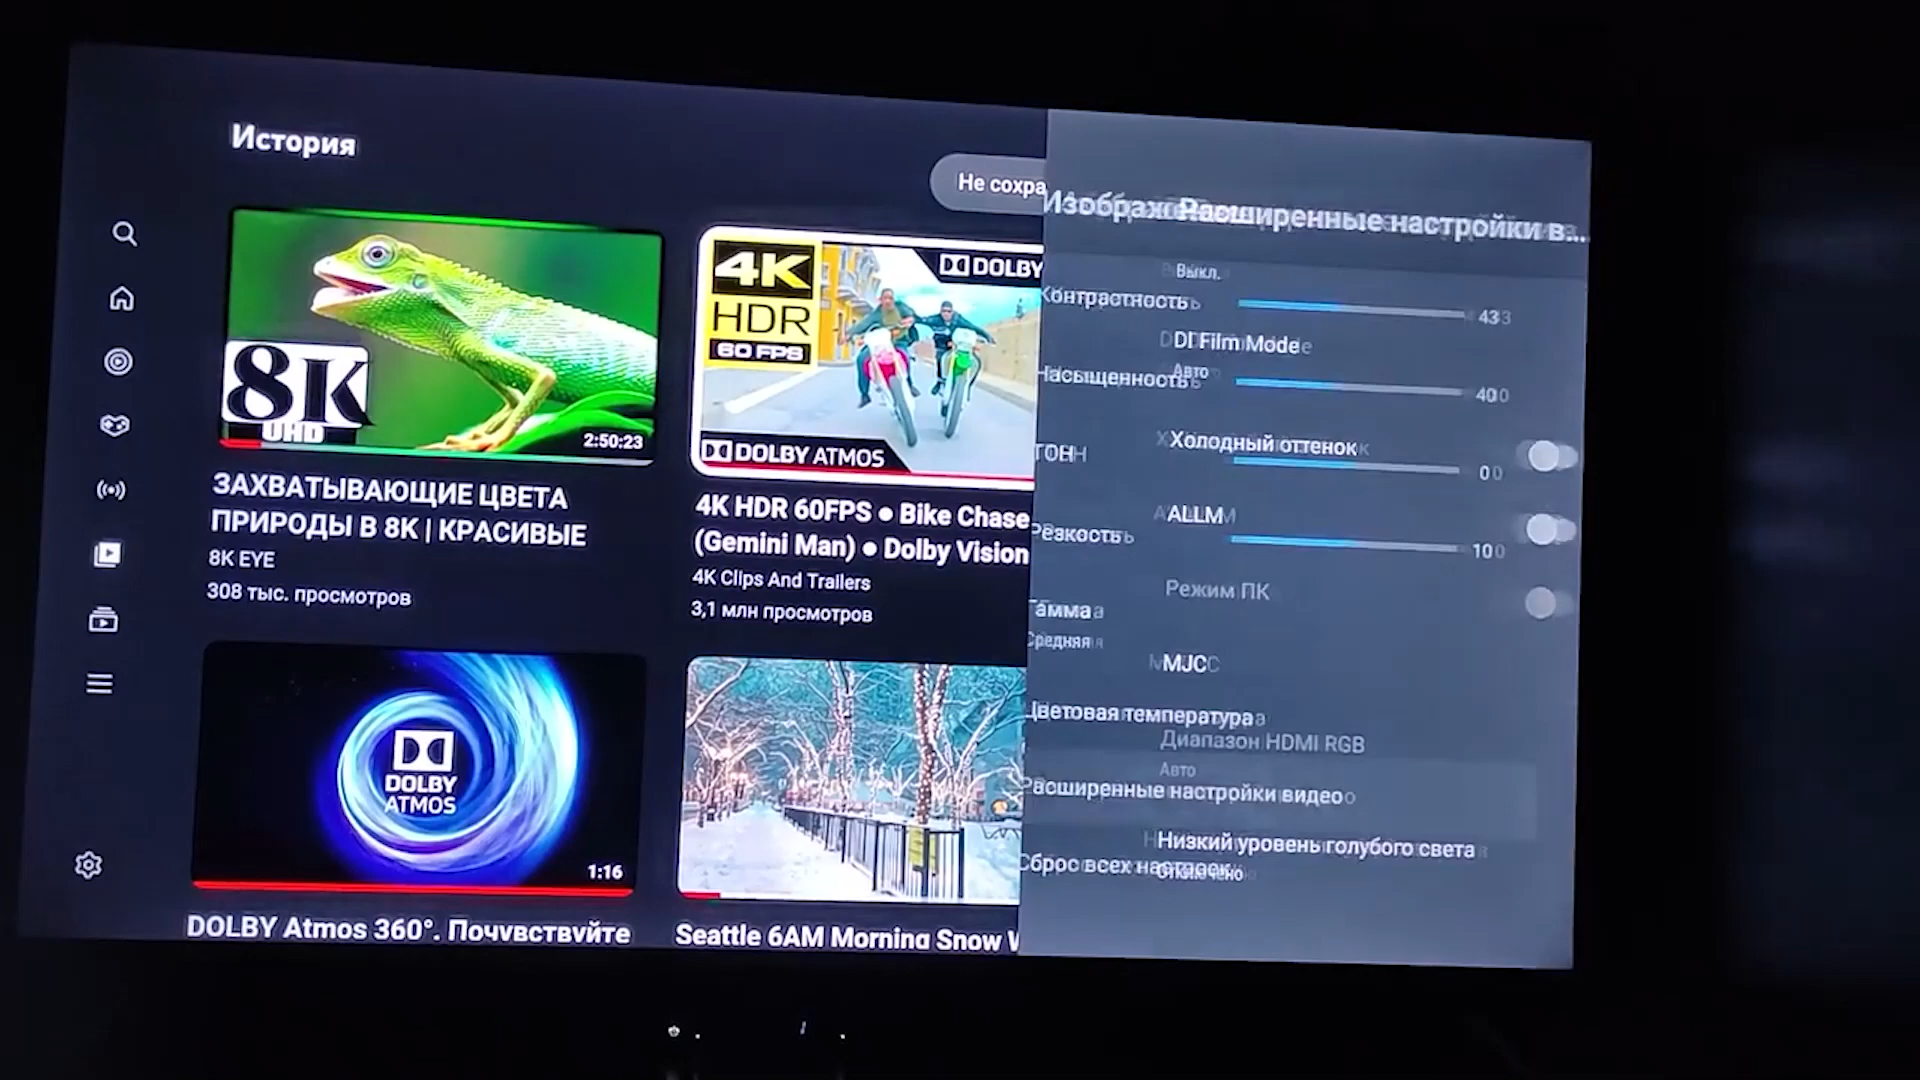 История
Не сохра
8K
UHD
2:50:23
ЗАХВАТЫВАЮЩИЕ ЦВЕТА
ПРИРОДЫ В 8K | КРАСИВЫЕ
8K EYE
308 тыс. просмотров
4K
HDR
60 FPS
DOLBY
DOLBY ATMOS
4K HDR 60FPS ● Bike Chase
(Gemini Man) ● Dolby Vision
4K Clips And Trailers
3,1 млн просмотров
DOLBY
ATMOS
1:16
DOLBY Atmos 360°. Почувствуйте
Seattle 6AM Morning Snow W
Изображ
Расширенные настройки в...
Выкл.
Контрастность
43
DI Film Mode
Авто
Насыщенность
40
Холодный оттенок
ТОН
0
ALLM
Резкость
10
Режим ПК
Гамма
Средняя
MJC
Цветовая температура
Диапазон HDMI RGB
Авто
Расширенные настройки видео
Низкий уровень голубого света
Сброс всех настроек
Отключено